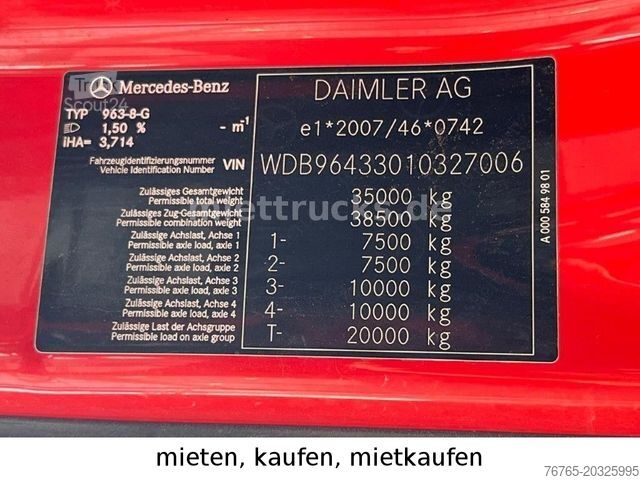 Mercedes-Benz
DAIMLER AG
TruckScout24
TYP 963-8-G
1,50 % - m⁻¹
iHA= 3,714
e1*2007/46*0742
Fahrzeugidentifizierungsnummer
Vehicle Identification Number VIN WDB96433010327006
Zulässiges Gesamtgewicht
Permissible total weight 35000 kg
Zulässiges Zug-Gesamtgewicht
Permissible combination weight 38500 kg
Zulässige Achslast, Achse 1
Permissible axle load, axle 1 1- 7500 kg
Zulässige Achslast, Achse 2
Permissible axle load, axle 2 2- 7500 kg
Zulässige Achslast, Achse 3
Permissible axle load, axle 3 3- 10000 kg
Zulässige Achslast, Achse 4
Permissible axle load, axle 4 4- 10000 kg
Zulässige Last der Achsgruppe
Permissible load on axle group T- 20000 kg
A 000 584 98 01
mieten, kaufen, mietkaufen
76765-20325995